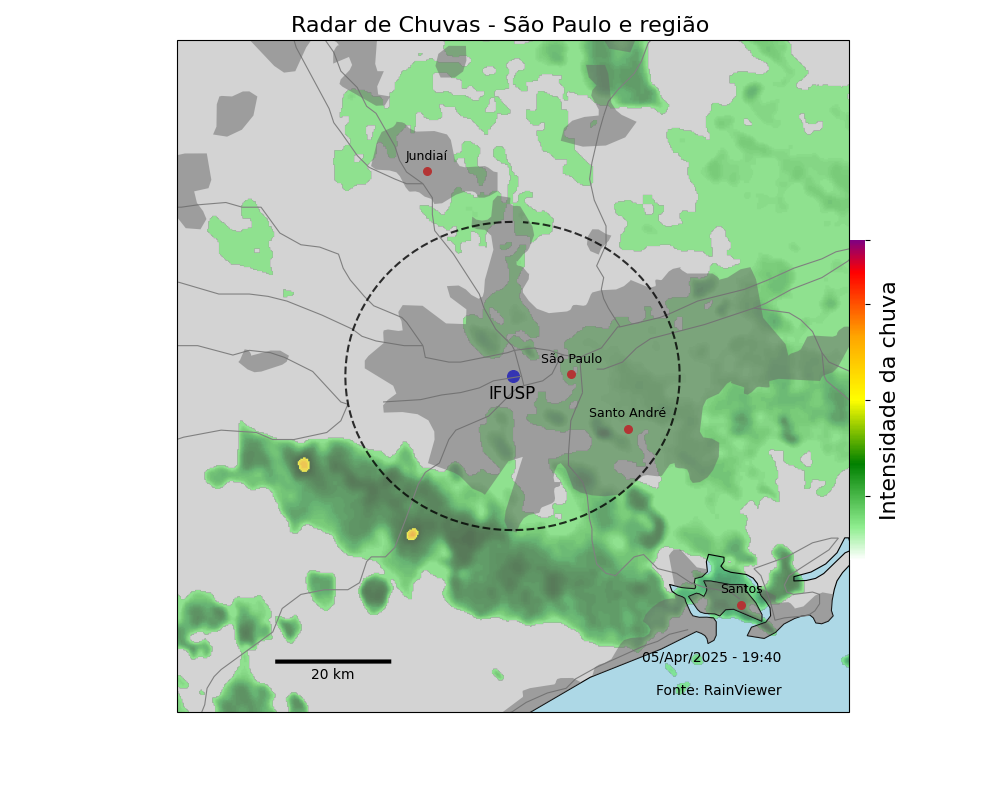 Radar de Chuvas - São Paulo e região
Jundiaí
São Paulo
IFUSP
Santo André
Intensidade da chuva
Santos
05/Apr/2025 - 19:40
20 km
Fonte: RainViewer